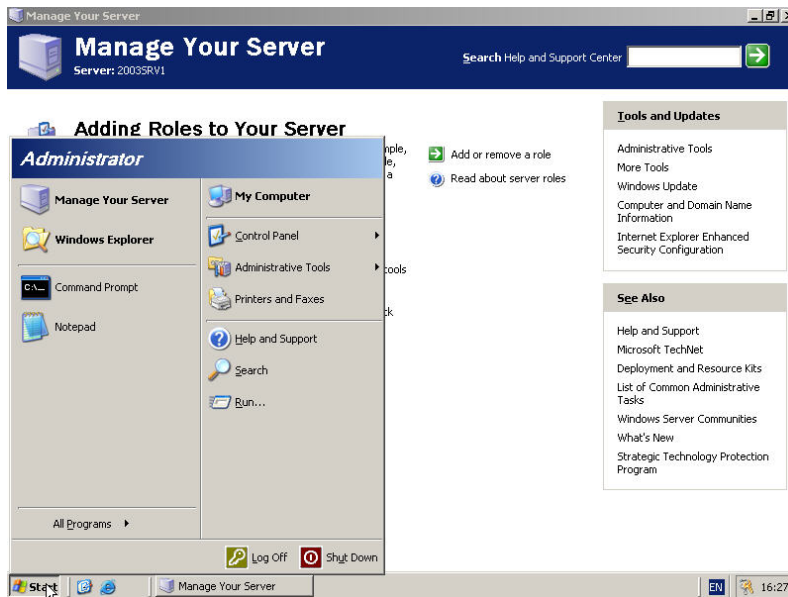 Manage Your Server
Manage Your Server
Server: 2003SRV1
Search Help and Support Center
Adding Roles to Your Server
Add or remove a role
Read about server roles
Tools and Updates
Administrative Tools
More Tools
Windows Update
Computer and Domain Name
Information
Internet Explorer Enhanced
Security Configuration
See Also
Help and Support
Microsoft TechNet
Deployment and Resource Kits
List of Common Administrative
Tasks
Windows Server Communities
What's New
Strategic Technology Protection
Program
Administrator
Manage Your Server
Windows Explorer
Command Prompt
Notepad
All Programs
My Computer
Control Panel
Administrative Tools
Printers and Faxes
Help and Support
Search
Run...
Log Off
Shut Down
a
tools
C:\_
Start
Manage Your Server
EN
16:27